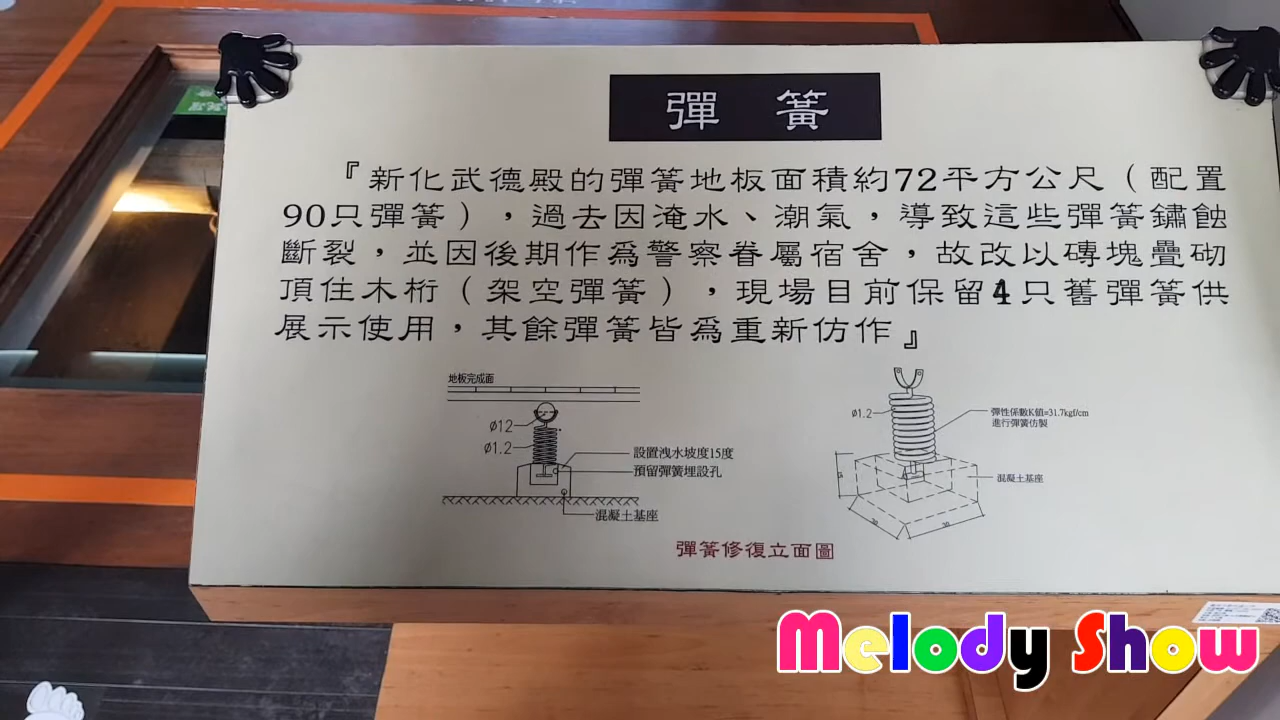 彈 簧
『新化武德殿的彈簧地板面積約72平方公尺（配置
90只彈簧），過去因淹水、潮氣，導致這些彈簧鏽蝕
斷裂，並因後期作為警察眷屬宿舍，故改以磚塊疊砌
頂住木桁（架空彈簧），現場目前保留4只舊彈簧供
展示使用，其餘彈簧皆為重新仿作』
地板完成面
ø12
ø1.2
設置洩水坡度15度
預留彈簧埋設孔
混凝土基座
ø1.2
彈性係數K值=31.7kgf/cm
進行彈簧仿製
混凝土基座
30
30
彈簧修復立面圖
Melody Show